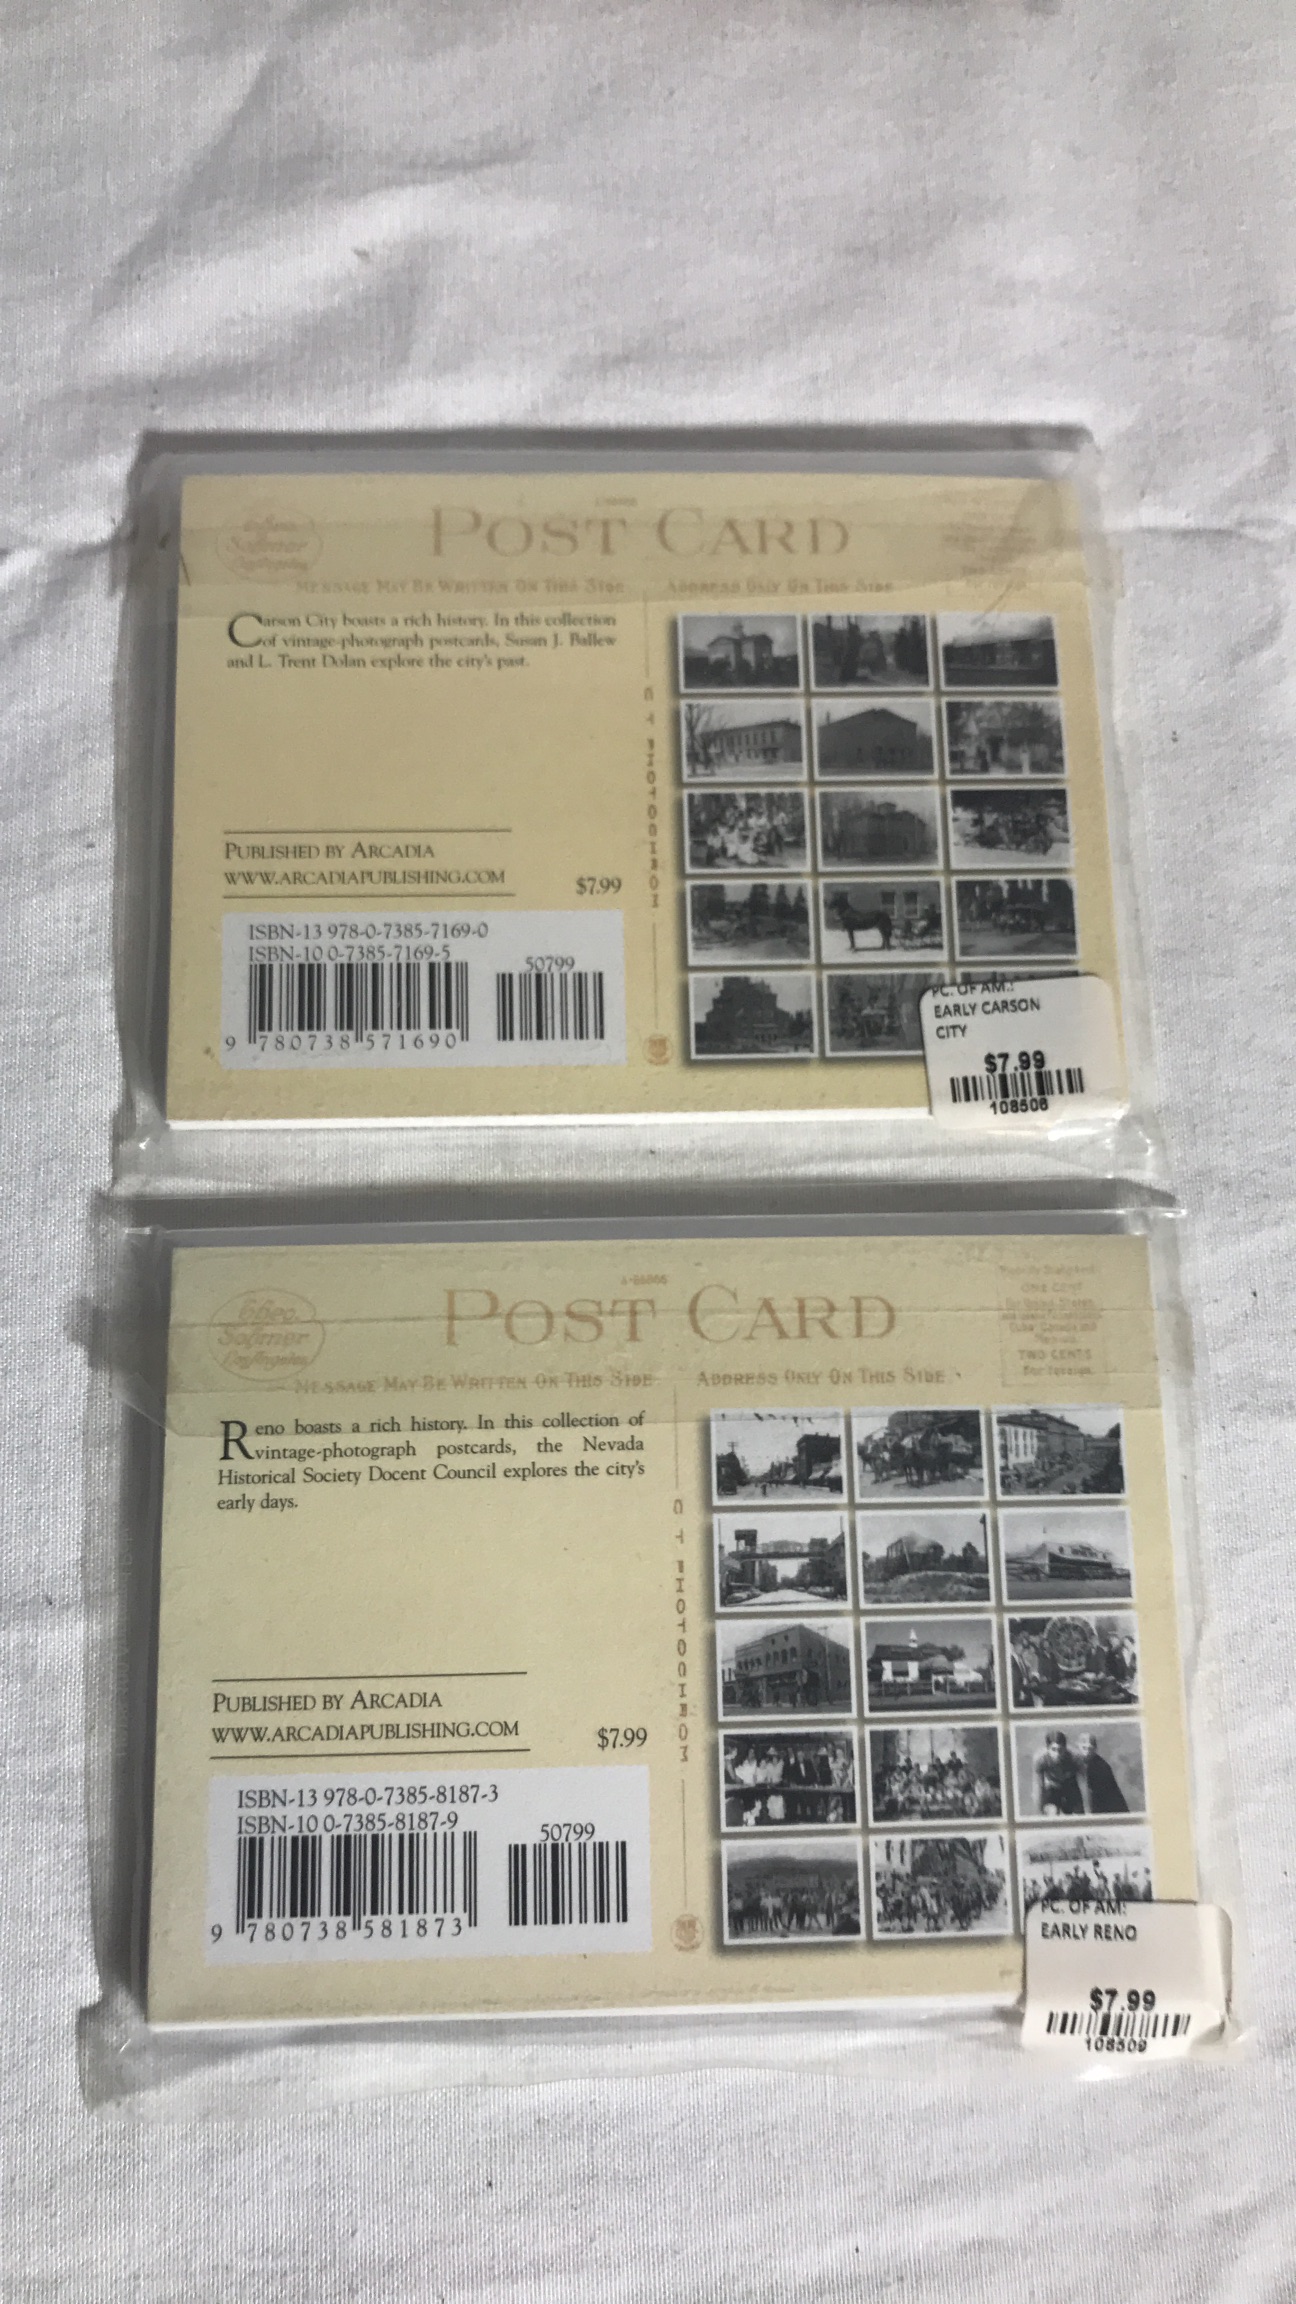 POST CARD
MESSAGE MAY BE WRITTEN ON THIS SIDE
ADDRESS ONLY ON THIS SIDE
Carson City boasts a rich history. In this collection
of vintage-photograph postcards, Susan J. Ballew
and L. Trent Dolan explore the city's past.
PUBLISHED BY ARCADIA
WWW.ARCADIAPUBLISHING.COM
$7.99
ISBN-13 978-0-7385-7169-0
ISBN-10 0-7385-7169-5
50799
9 780738 571690
PC. OF AM.:
EARLY CARSON
CITY
$7.99
108508
POST CARD
MESSAGE MAY BE WRITTEN ON THIS SIDE
ADDRESS ONLY ON THIS SIDE
ONE CENT
TWO CENTS
For Foreign
Reno boasts a rich history. In this collection of
vintage-photograph postcards, the Nevada
Historical Society Docent Council explores the city's
early days.
PUBLISHED BY ARCADIA
WWW.ARCADIAPUBLISHING.COM
$7.99
ISBN-13 978-0-7385-8187-3
ISBN-10 0-7385-8187-9
50799
9 780738 581873
PC. OF AM:
EARLY RENO
$7.99
108509